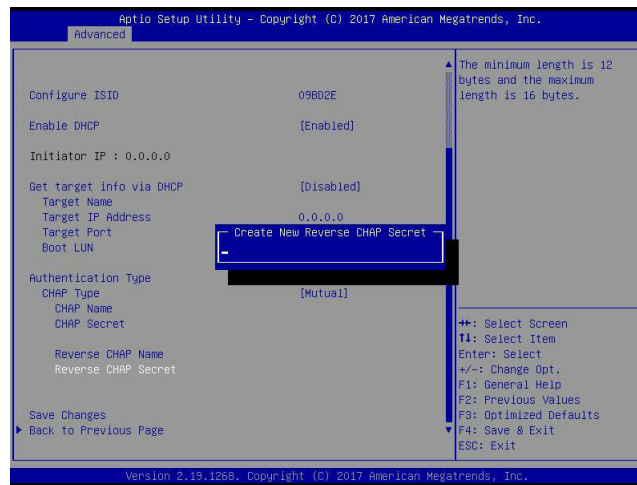 Aptio Setup Utility – Copyright (C) 2017 American Megatrends, Inc.
Advanced
Configure ISID 09BD2E
Enable DHCP [Enabled]
Initiator IP : 0.0.0.0
Get target info via DHCP [Disabled]
Target Name
Target IP Address 0.0.0.0
Target Port
Boot LUN
Create New Reverse CHAP Secret
Authentication Type
CHAP Type [Mutual]
CHAP Name
CHAP Secret
Reverse CHAP Name
Reverse CHAP Secret
Save Changes
Back to Previous Page
The minimum length is 12
bytes and the maximum
length is 16 bytes.
→←: Select Screen
↑↓: Select Item
Enter: Select
+/-: Change Opt.
F1: General Help
F2: Previous Values
F3: Optimized Defaults
F4: Save & Exit
ESC: Exit
Version 2.19.1268. Copyright (C) 2017 American Megatrends, Inc.